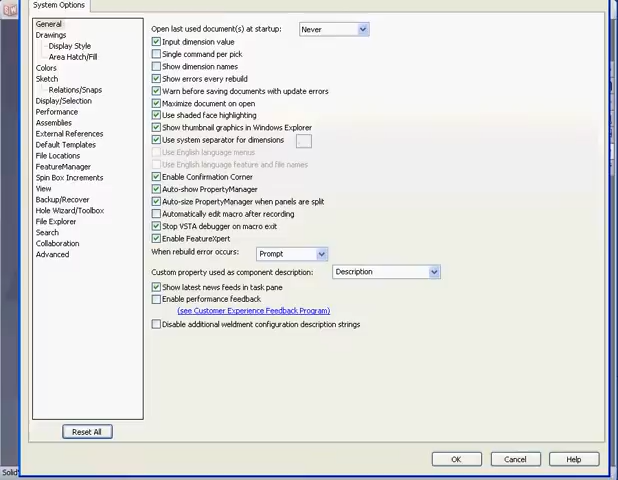 System Options
General
Drawings
Display Style
Area Hatch/Fill
Colors
Sketch
Relations/Snaps
Display/Selection
Performance
Assemblies
External References
Default Templates
File Locations
FeatureManager
Spin Box Increments
View
Backup/Recover
Hole Wizard/Toolbox
File Explorer
Search
Collaboration
Advanced
Reset All
Open last used document(s) at startup: Never
Input dimension value
Single command per pick
Show dimension names
Show errors every rebuild
Warn before saving documents with update errors
Maximize document on open
Use shaded face highlighting
Show thumbnail graphics in Windows Explorer
Use system separator for dimensions
Use English language menus
Use English language feature and file names
Enable Confirmation Corner
Auto-show PropertyManager
Auto-size PropertyManager when panels are split
Automatically edit macro after recording
Stop VSTA debugger on macro exit
Enable FeatureXpert
When rebuild error occurs: Prompt
Custom property used as component description: Description
Show latest news feeds in task pane
Enable performance feedback
(see Customer Experience Feedback Program)
Disable additional weldment configuration description strings
OK Cancel Help